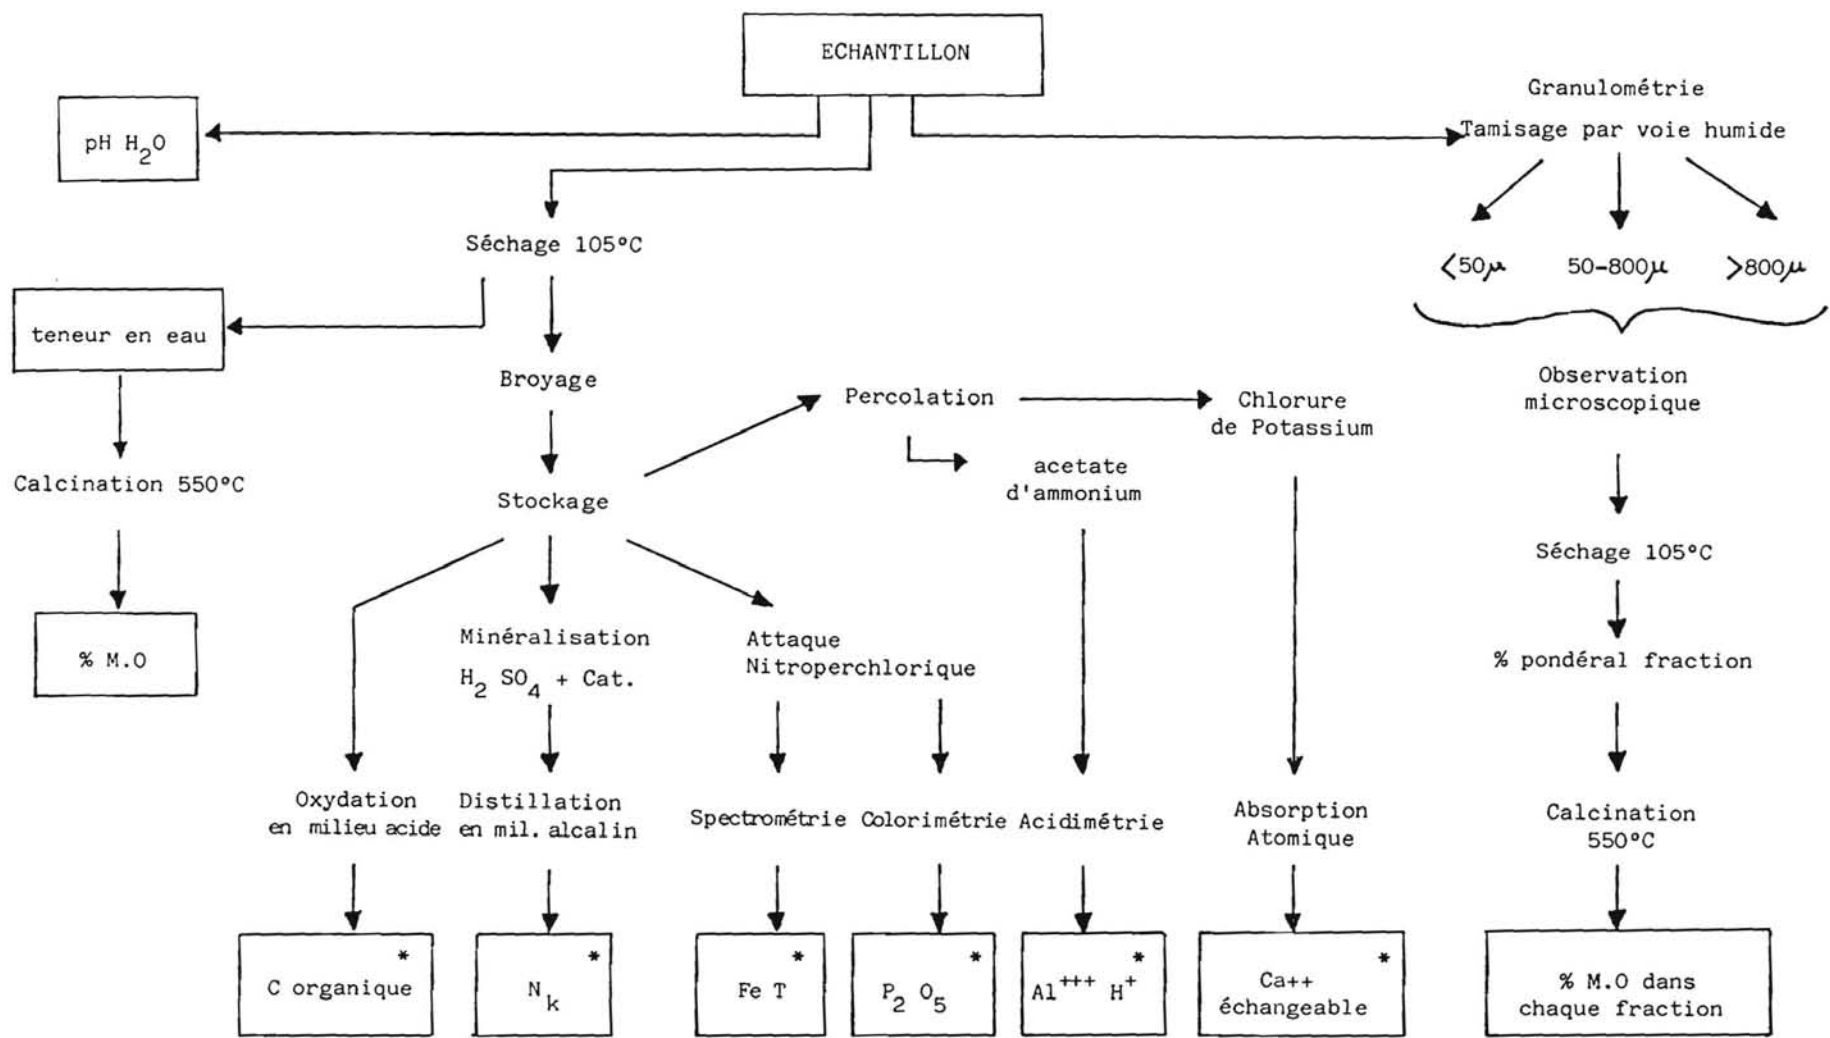 ECHANTILLON
pH H₂O
Granulométrie
Tamisage par voie humide
Séchage 105°C
<50µ 50-800µ >800µ
teneur en eau
Broyage
Percolation
Chlorure
de Potassium
Observation
microscopique
acetate
d'ammonium
Calcination 550°C
Stockage
Séchage 105°C
% M.O
Minéralisation
H₂ SO₄ + Cat.
Attaque
Nitroperchlorique
% pondéral fraction
Oxydation
en milieu acide
Distillation
en mil. alcalin
Spectrométrie
Colorimétrie
Acidimétrie
Absorption
Atomique
Calcination
550°C
*
C organique
*
N k
*
Fe T
*
P₂ O₅
*
Al+++ H+
*
Ca++
échangeable
% M.O dans
chaque fraction